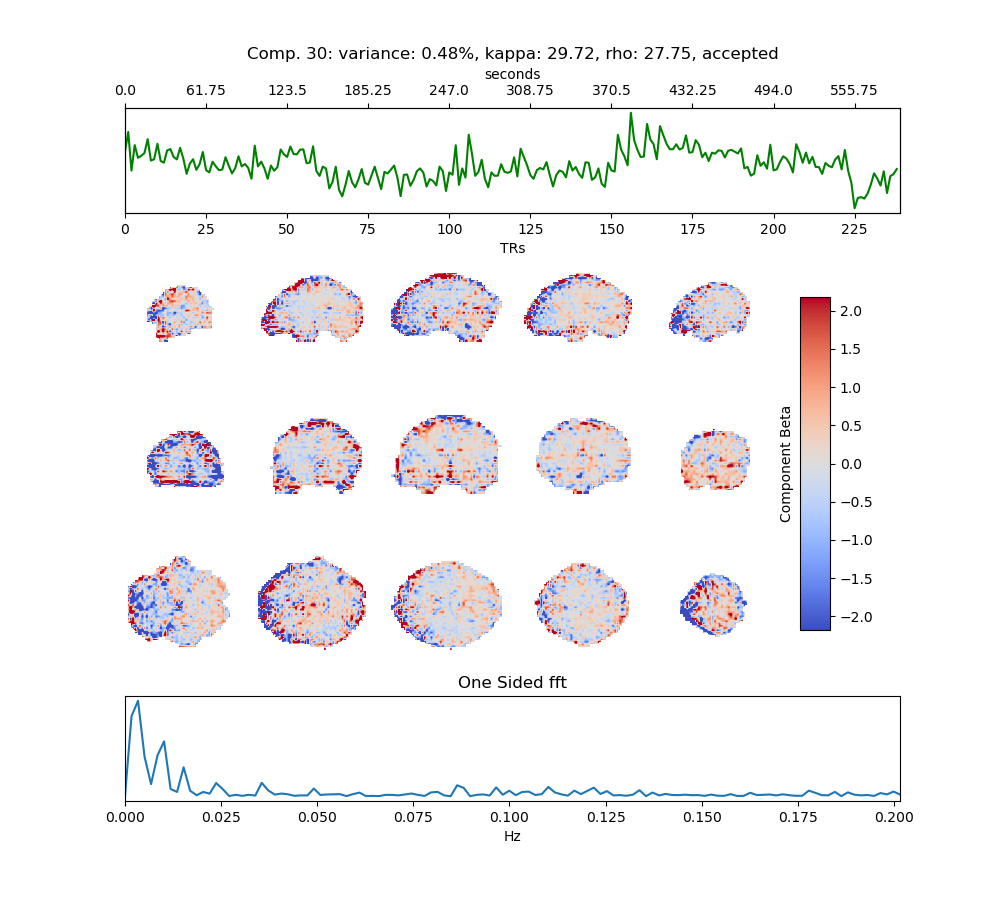 Comp. 30: variance: 0.48%, kappa: 29.72, rho: 27.75, accepted
seconds
0.0 61.75 123.5 185.25 247.0 308.75 370.5 432.25 494.0 555.75
0 25 50 75 100 125 150 175 200 225
TRs
Component Beta
2.0
1.5
1.0
0.5
0.0
−0.5
−1.0
−1.5
−2.0
One Sided fft
0.000 0.025 0.050 0.075 0.100 0.125 0.150 0.175 0.200
Hz